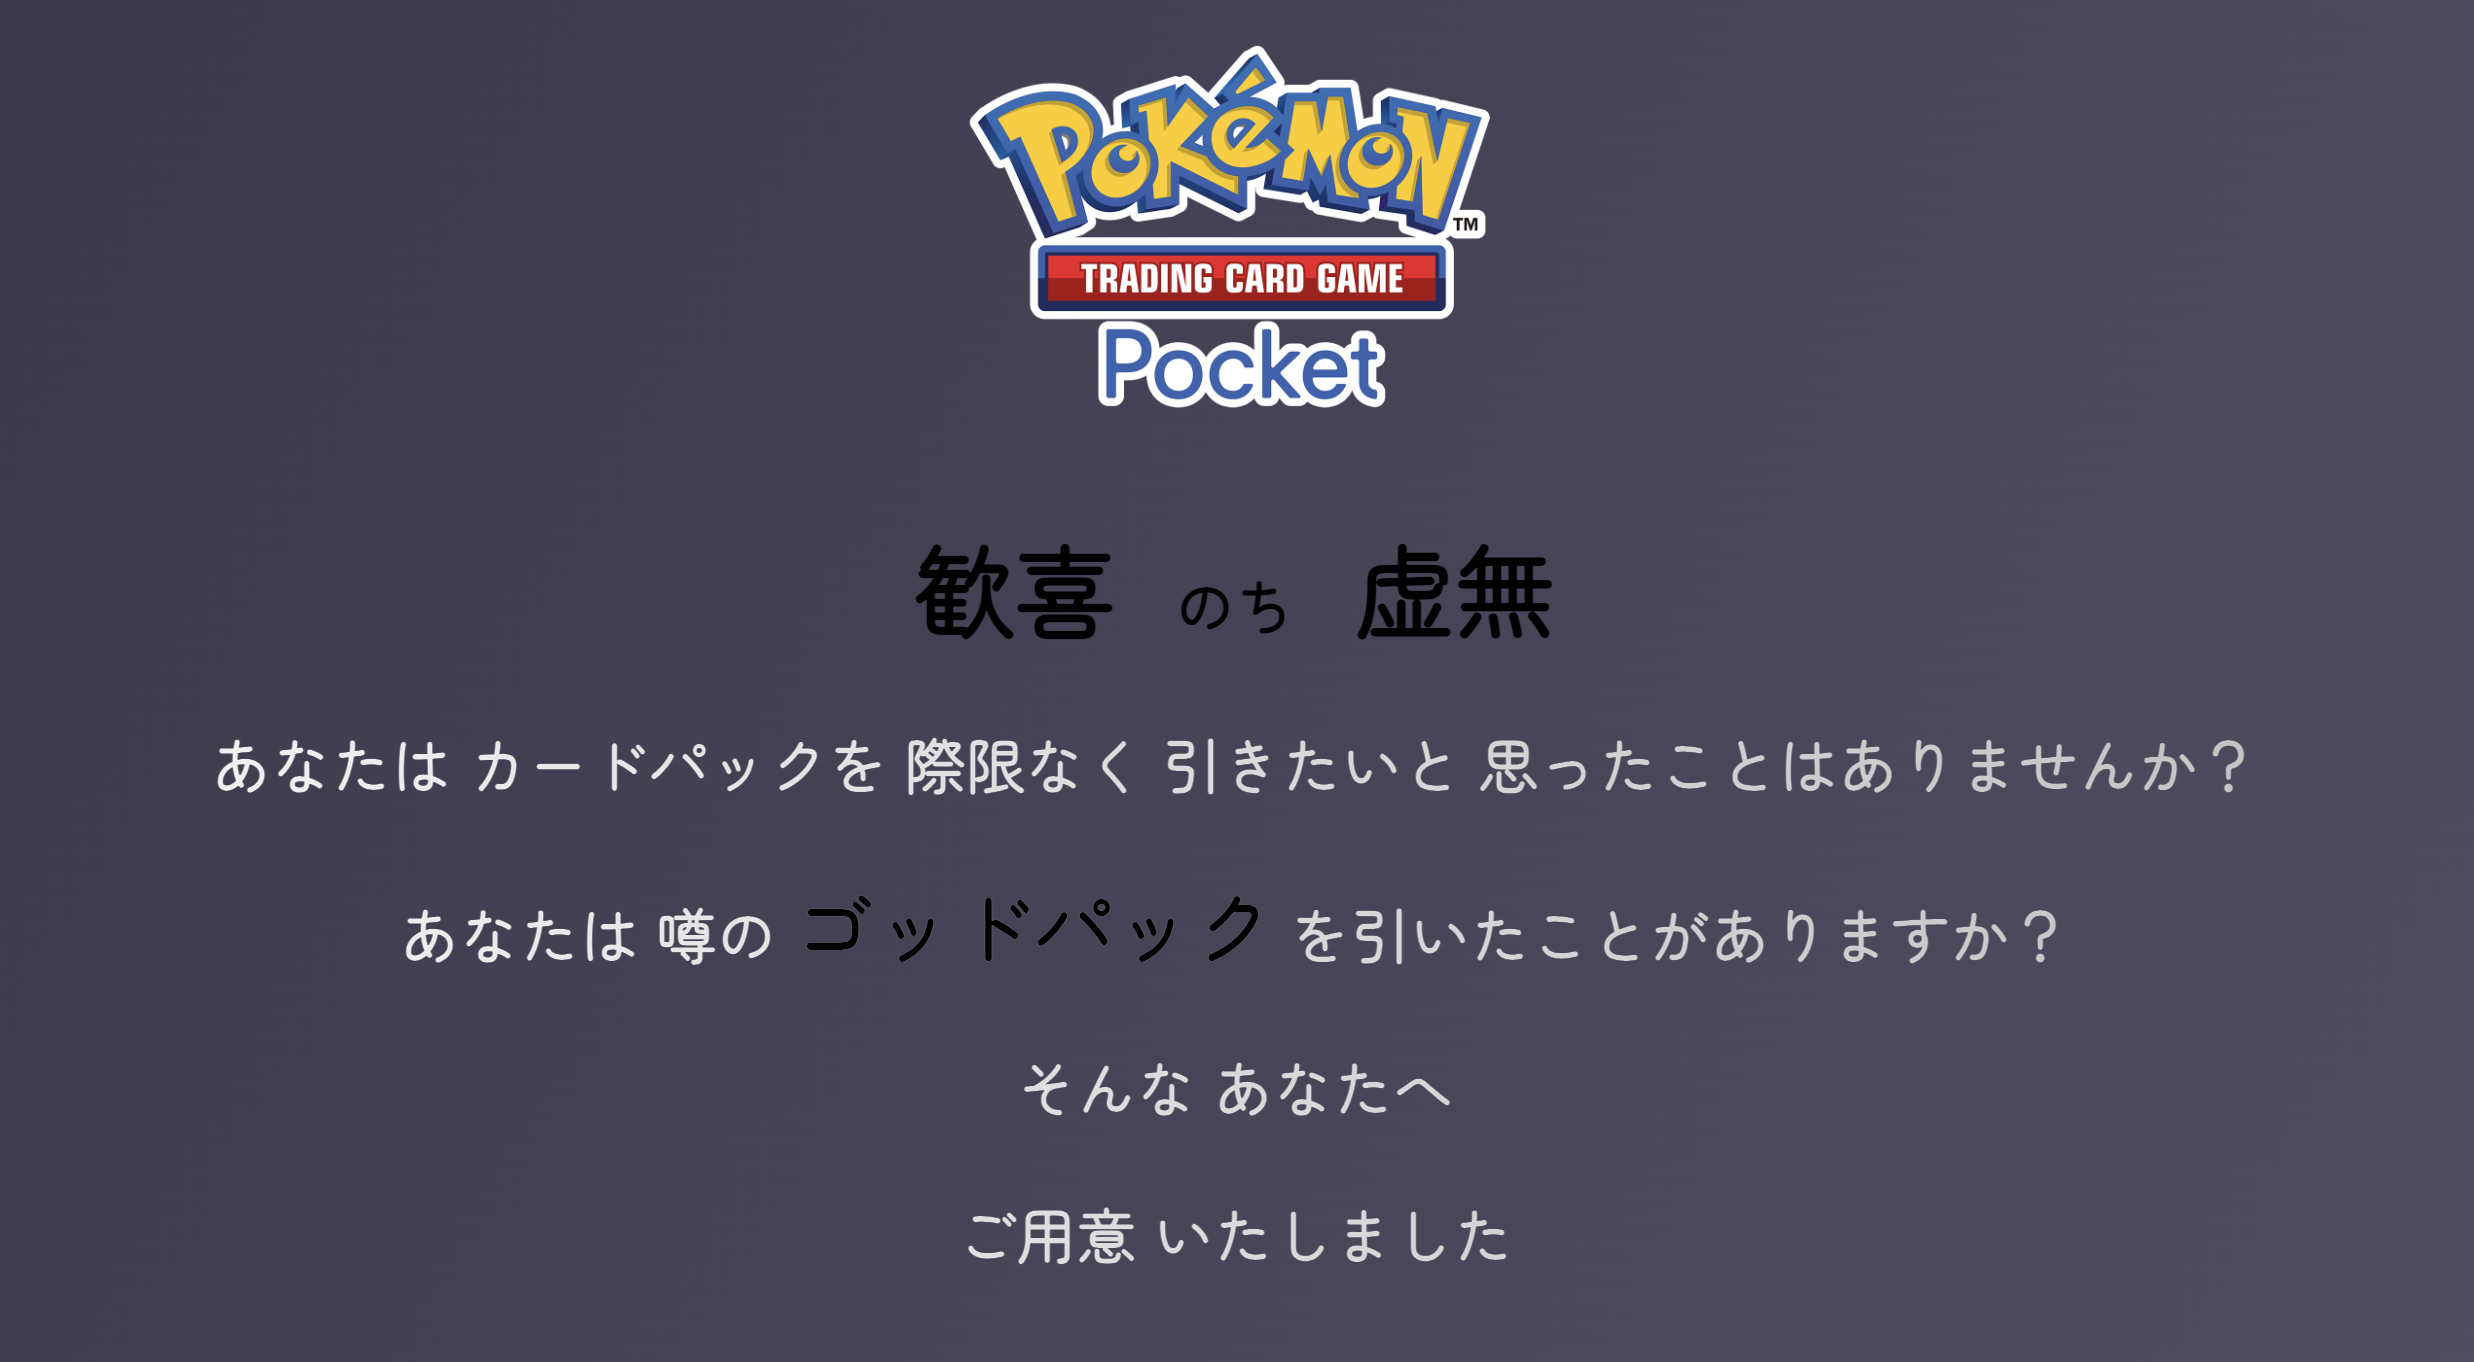 Pokémon
TM
TRADING CARD GAME
Pocket
歓喜 のち 虚無
あなたは カードパックを 際限なく 引きたいと 思ったことはありませんか？
あなたは 噂の ゴッドパック を引いたことがありますか？
そんな あなたへ
ご用意 いたしました